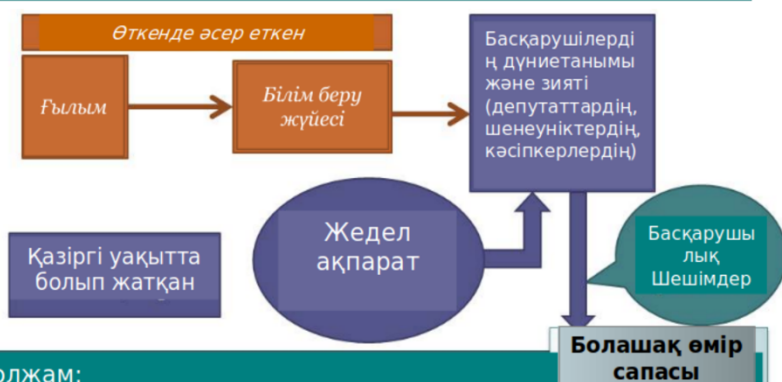 Өткенде әсер еткен
Ғылым
Білім беру
жүйесі
Басқарушілерді
ң дүниетанымы
және зияті
(депутаттардің,
шенеуніктердің,
кәсіпкерлердің)
Қазіргі уақытта
болып жатқан
Жедел
ақпарат
Басқарушы
лық
Шешімдер
Болашақ өмір
сапасы